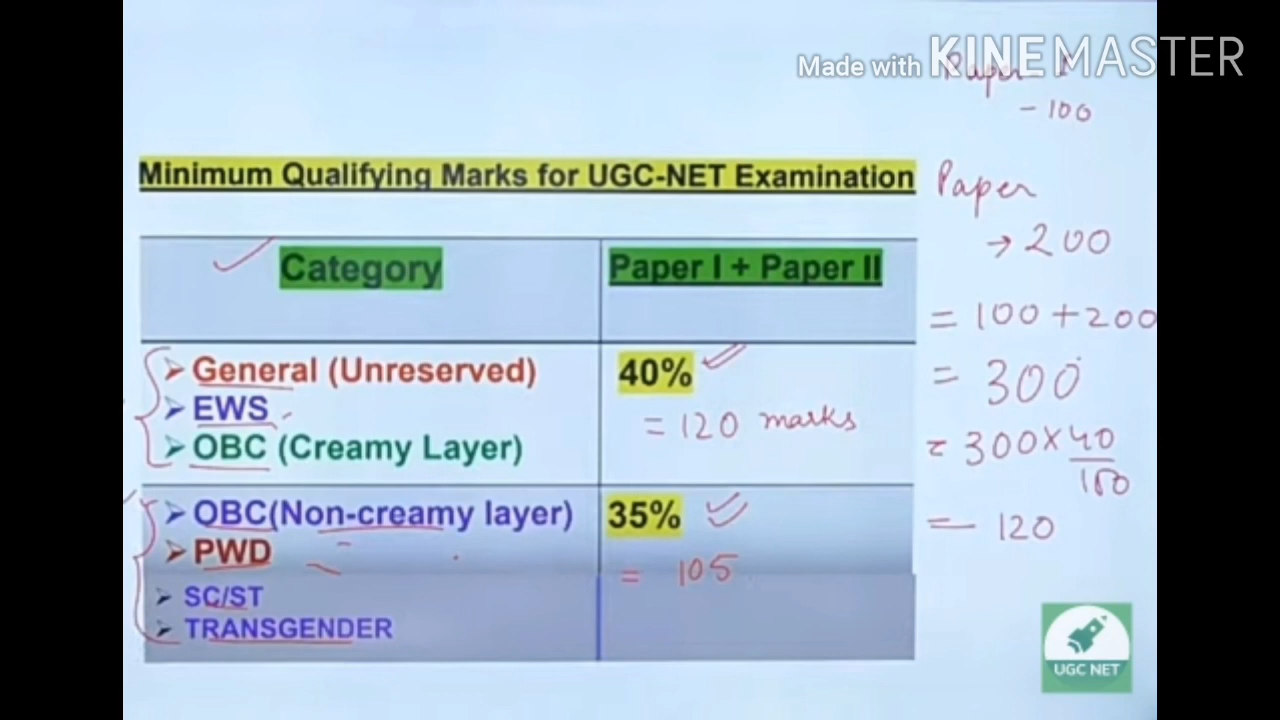 Made with KINEMASTER
Paper I
- 100
Minimum Qualifying Marks for UGC-NET Examination
Paper
→ 200
Category
Paper I + Paper II
= 100 + 200
➢ General (Unreserved)
40%
= 300
➢ EWS
= 120 marks
➢ OBC (Creamy Layer)
= 300 × 40/100
➢ OBC(Non-creamy layer)
35%
= 120
➢ PWD
= 105
➢ SC/ST
➢ TRANSGENDER
UGC NET